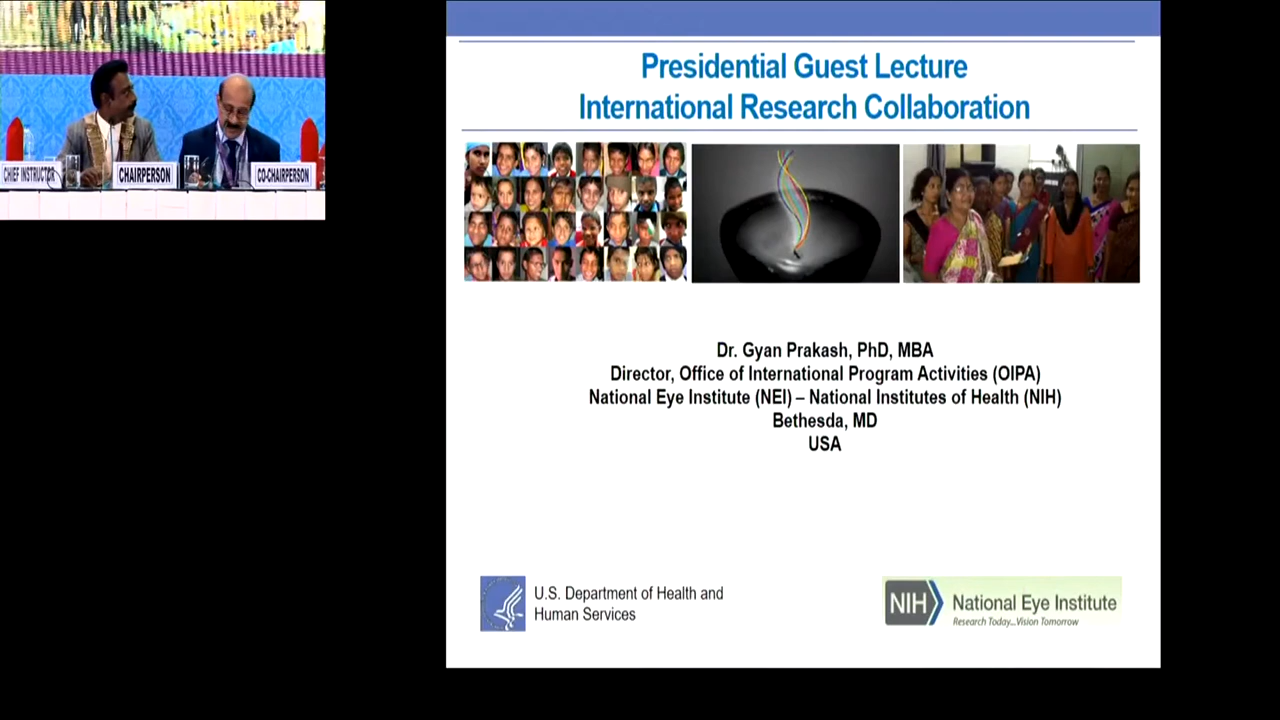 CHIEF INSTRUCTOR
CHAIRPERSON
CO-CHAIRPERSON
Presidential Guest Lecture
International Research Collaboration
Dr. Gyan Prakash, PhD, MBA
Director, Office of International Program Activities (OIPA)
National Eye Institute (NEI) – National Institutes of Health (NIH)
Bethesda, MD
USA
U.S. Department of Health and
Human Services
NIH
National Eye Institute
Research Today...Vision Tomorrow